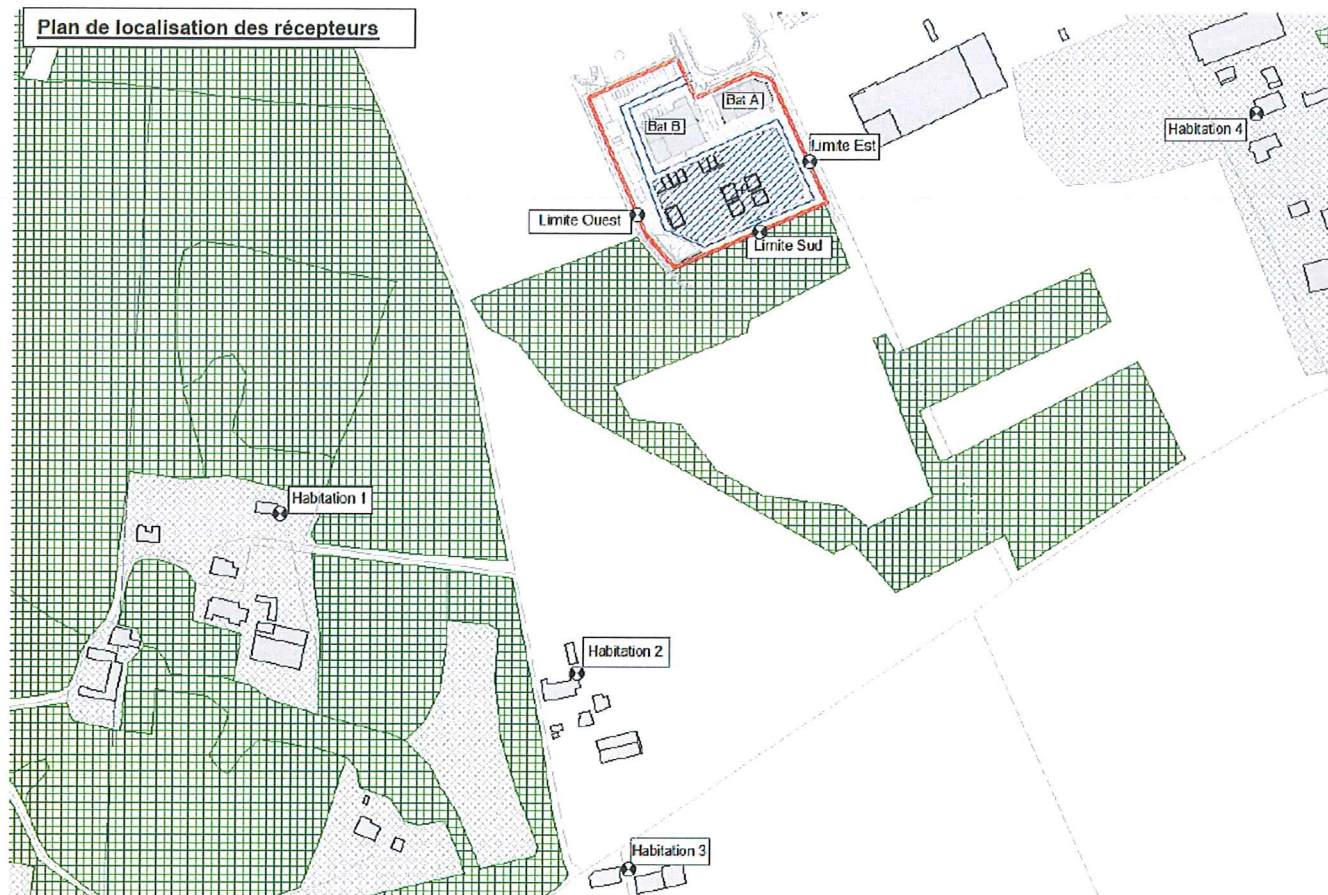 Plan de localisation des récepteurs
Bat A
Bat B
Habitation 4
Limite Est
Limite Ouest
Limite Sud
Habitation 1
Habitation 2
Habitation 3